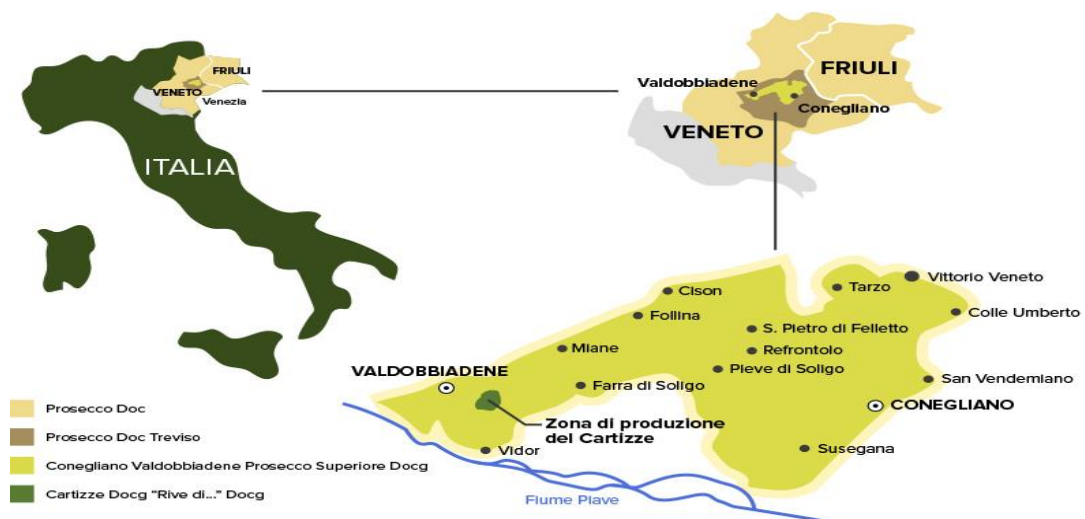 FRIULI
VENETO
Venezia
ITALIA
FRIULI
Valdobbiadene
Conegliano
VENETO
Vittorio Veneto
Cison
Tarzo
Colle Umberto
Follina
S. Pietro di Felletto
Miane
Refrontolo
VALDOBBIADENE
Pieve di Soligo
San Vendemiano
Farra di Soligo
CONEGLIANO
Zona di produzione
del Cartizze
Vidor
Susegana
Fiume Piave
Prosecco Doc
Prosecco Doc Treviso
Conegliano Valdobbiadene Prosecco Superiore Docg
Cartizze Docg "Rive di..." Docg